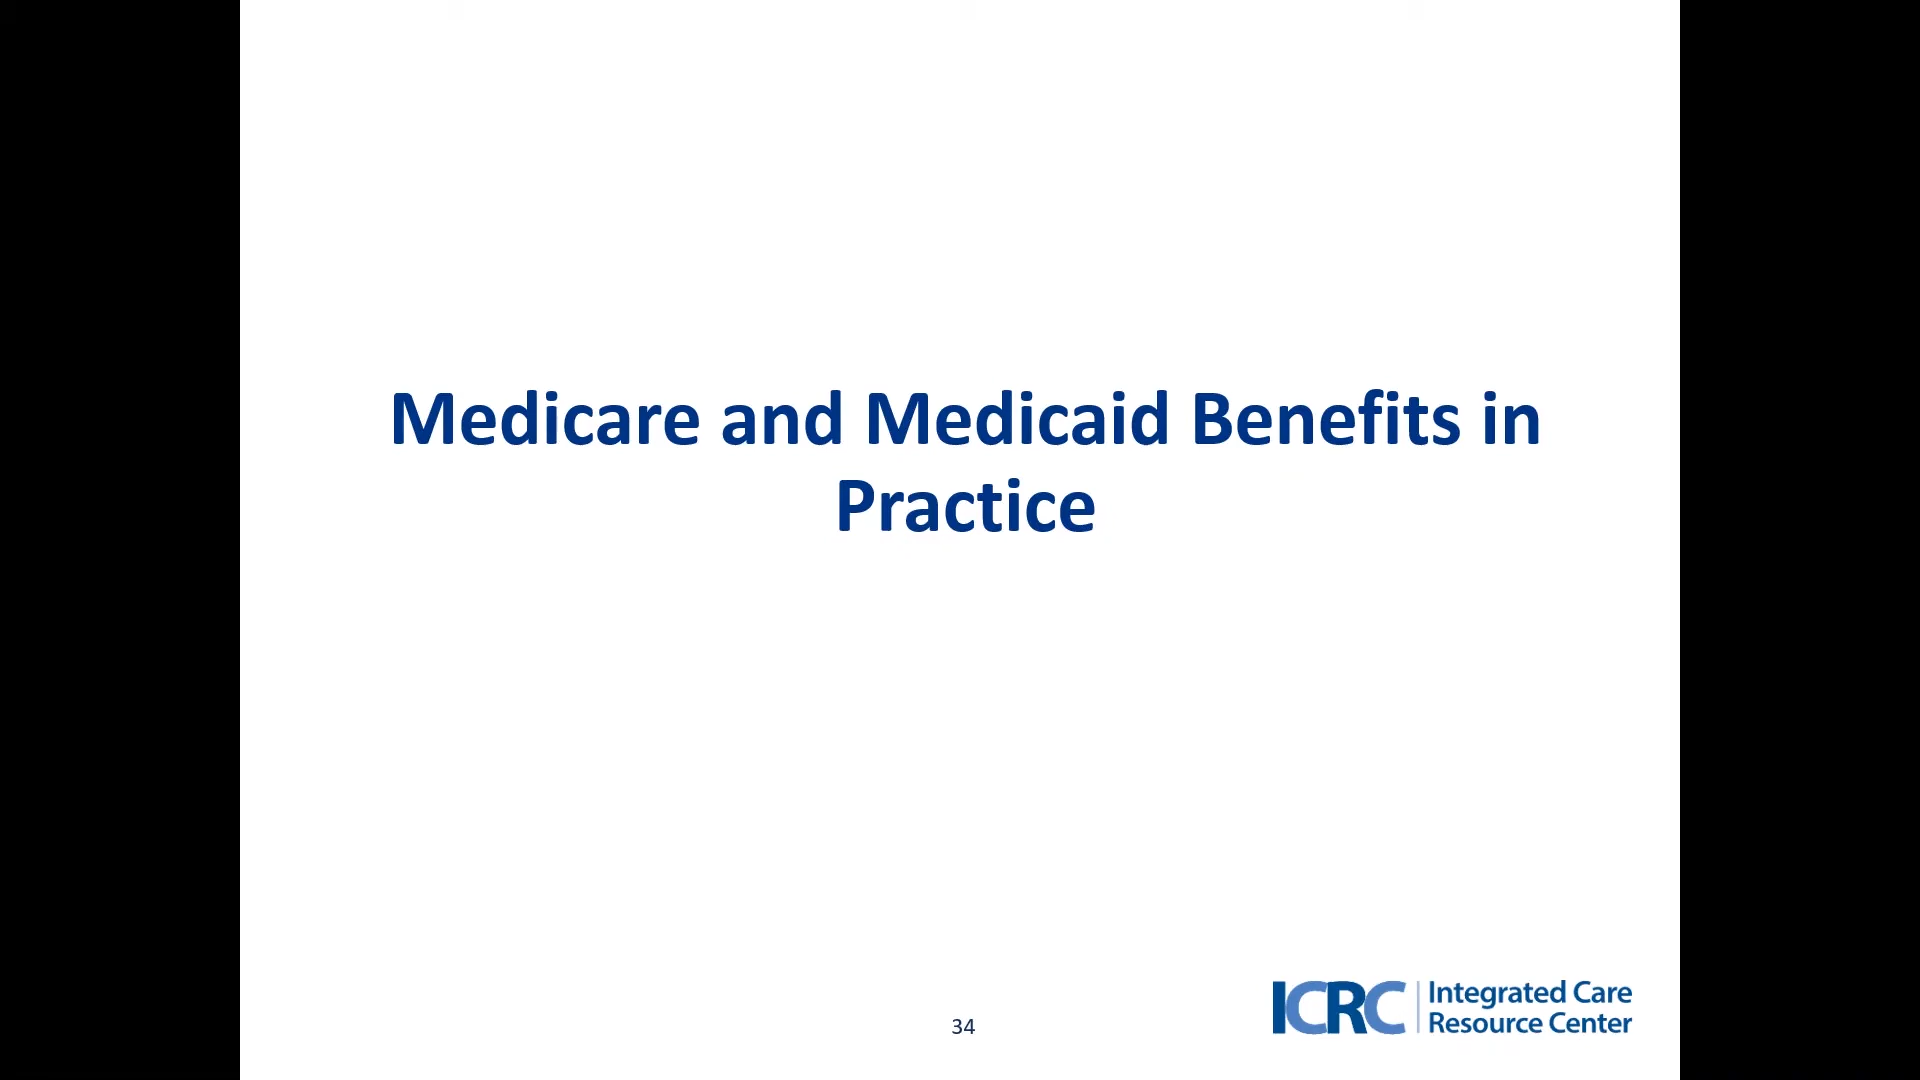 Medicare and Medicaid Benefits in
Practice
34
ICRC
Integrated Care
Resource Center